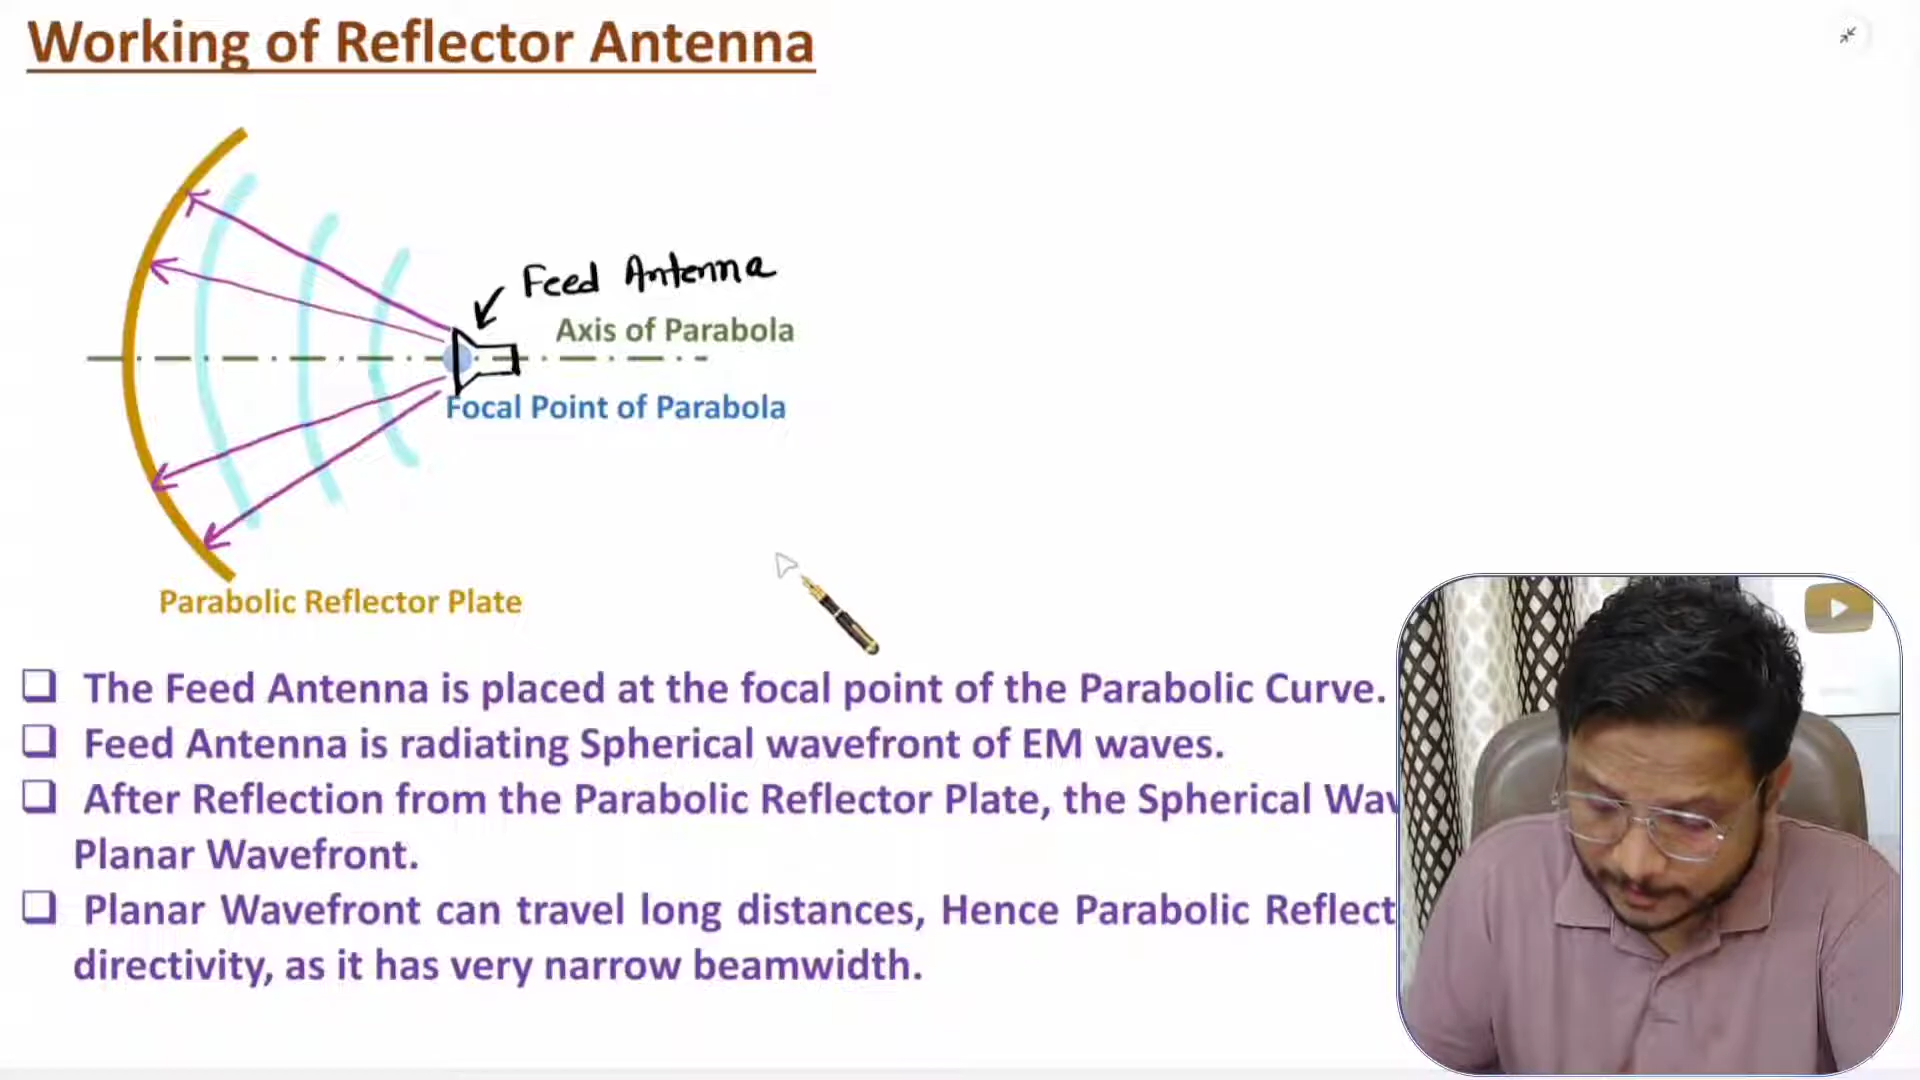 Working of Reflector Antenna
Feed Antenna
Axis of Parabola
Focal Point of Parabola
Parabolic Reflector Plate
❑ The Feed Antenna is placed at the focal point of the Parabolic Curve.
❑ Feed Antenna is radiating Spherical wavefront of EM waves.
❑ After Reflection from the Parabolic Reflector Plate, the Spherical
Planar Wavefront.
❑ Planar Wavefront can travel long distances, Hence Parabolic
directivity, as it has very narrow beamwidth.